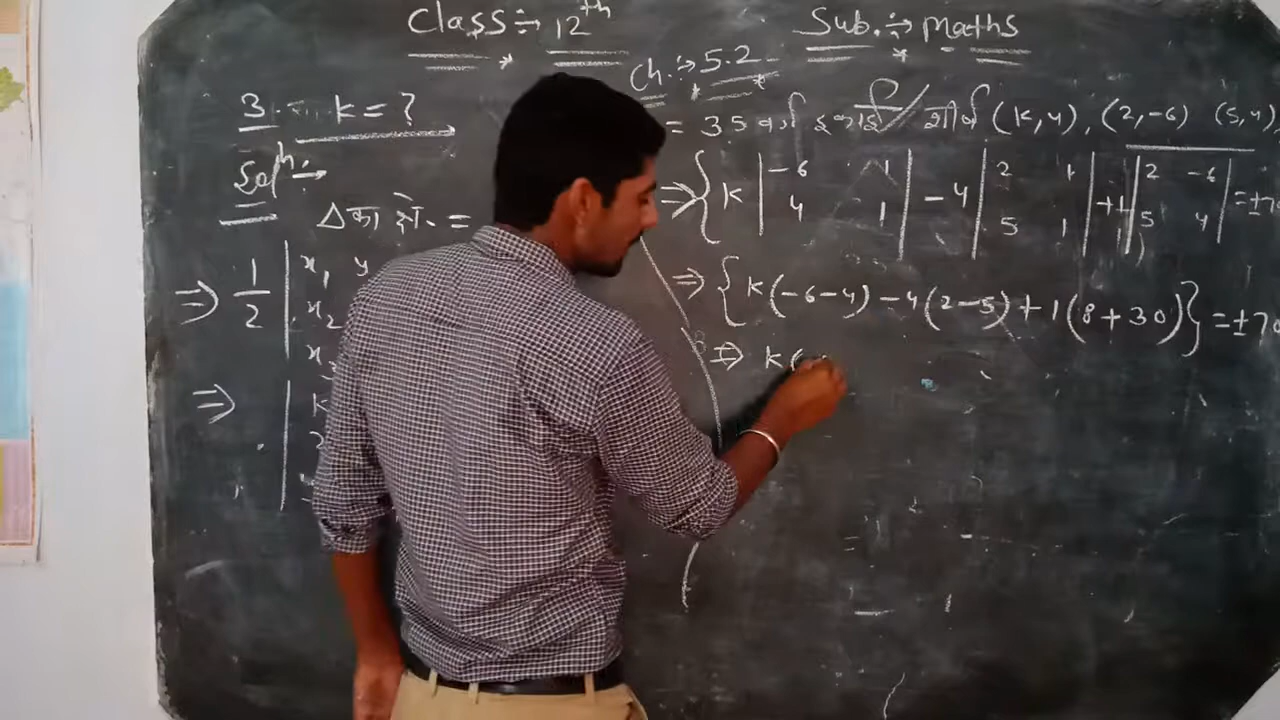 Class ÷ 12th
Sub. ÷ Maths
Ch. ÷ 5.2
3. k = ?
= 35 वर्ग इकाई / शीर्ष (k,4), (2,-6) (5,4)
Solⁿ ÷
Δ का क्षे. =
⇒ 1/2 | x₁ y
x₂
⇒ | k
⇒ { k | -6 1 | - 4 | 2 1 | +1 | 2 -6 | = ±70
4 1 5 1 5 4
⇒ { k(-6-4) - 4(2-5) + 1(8+30) } = ±70
⇒ k(